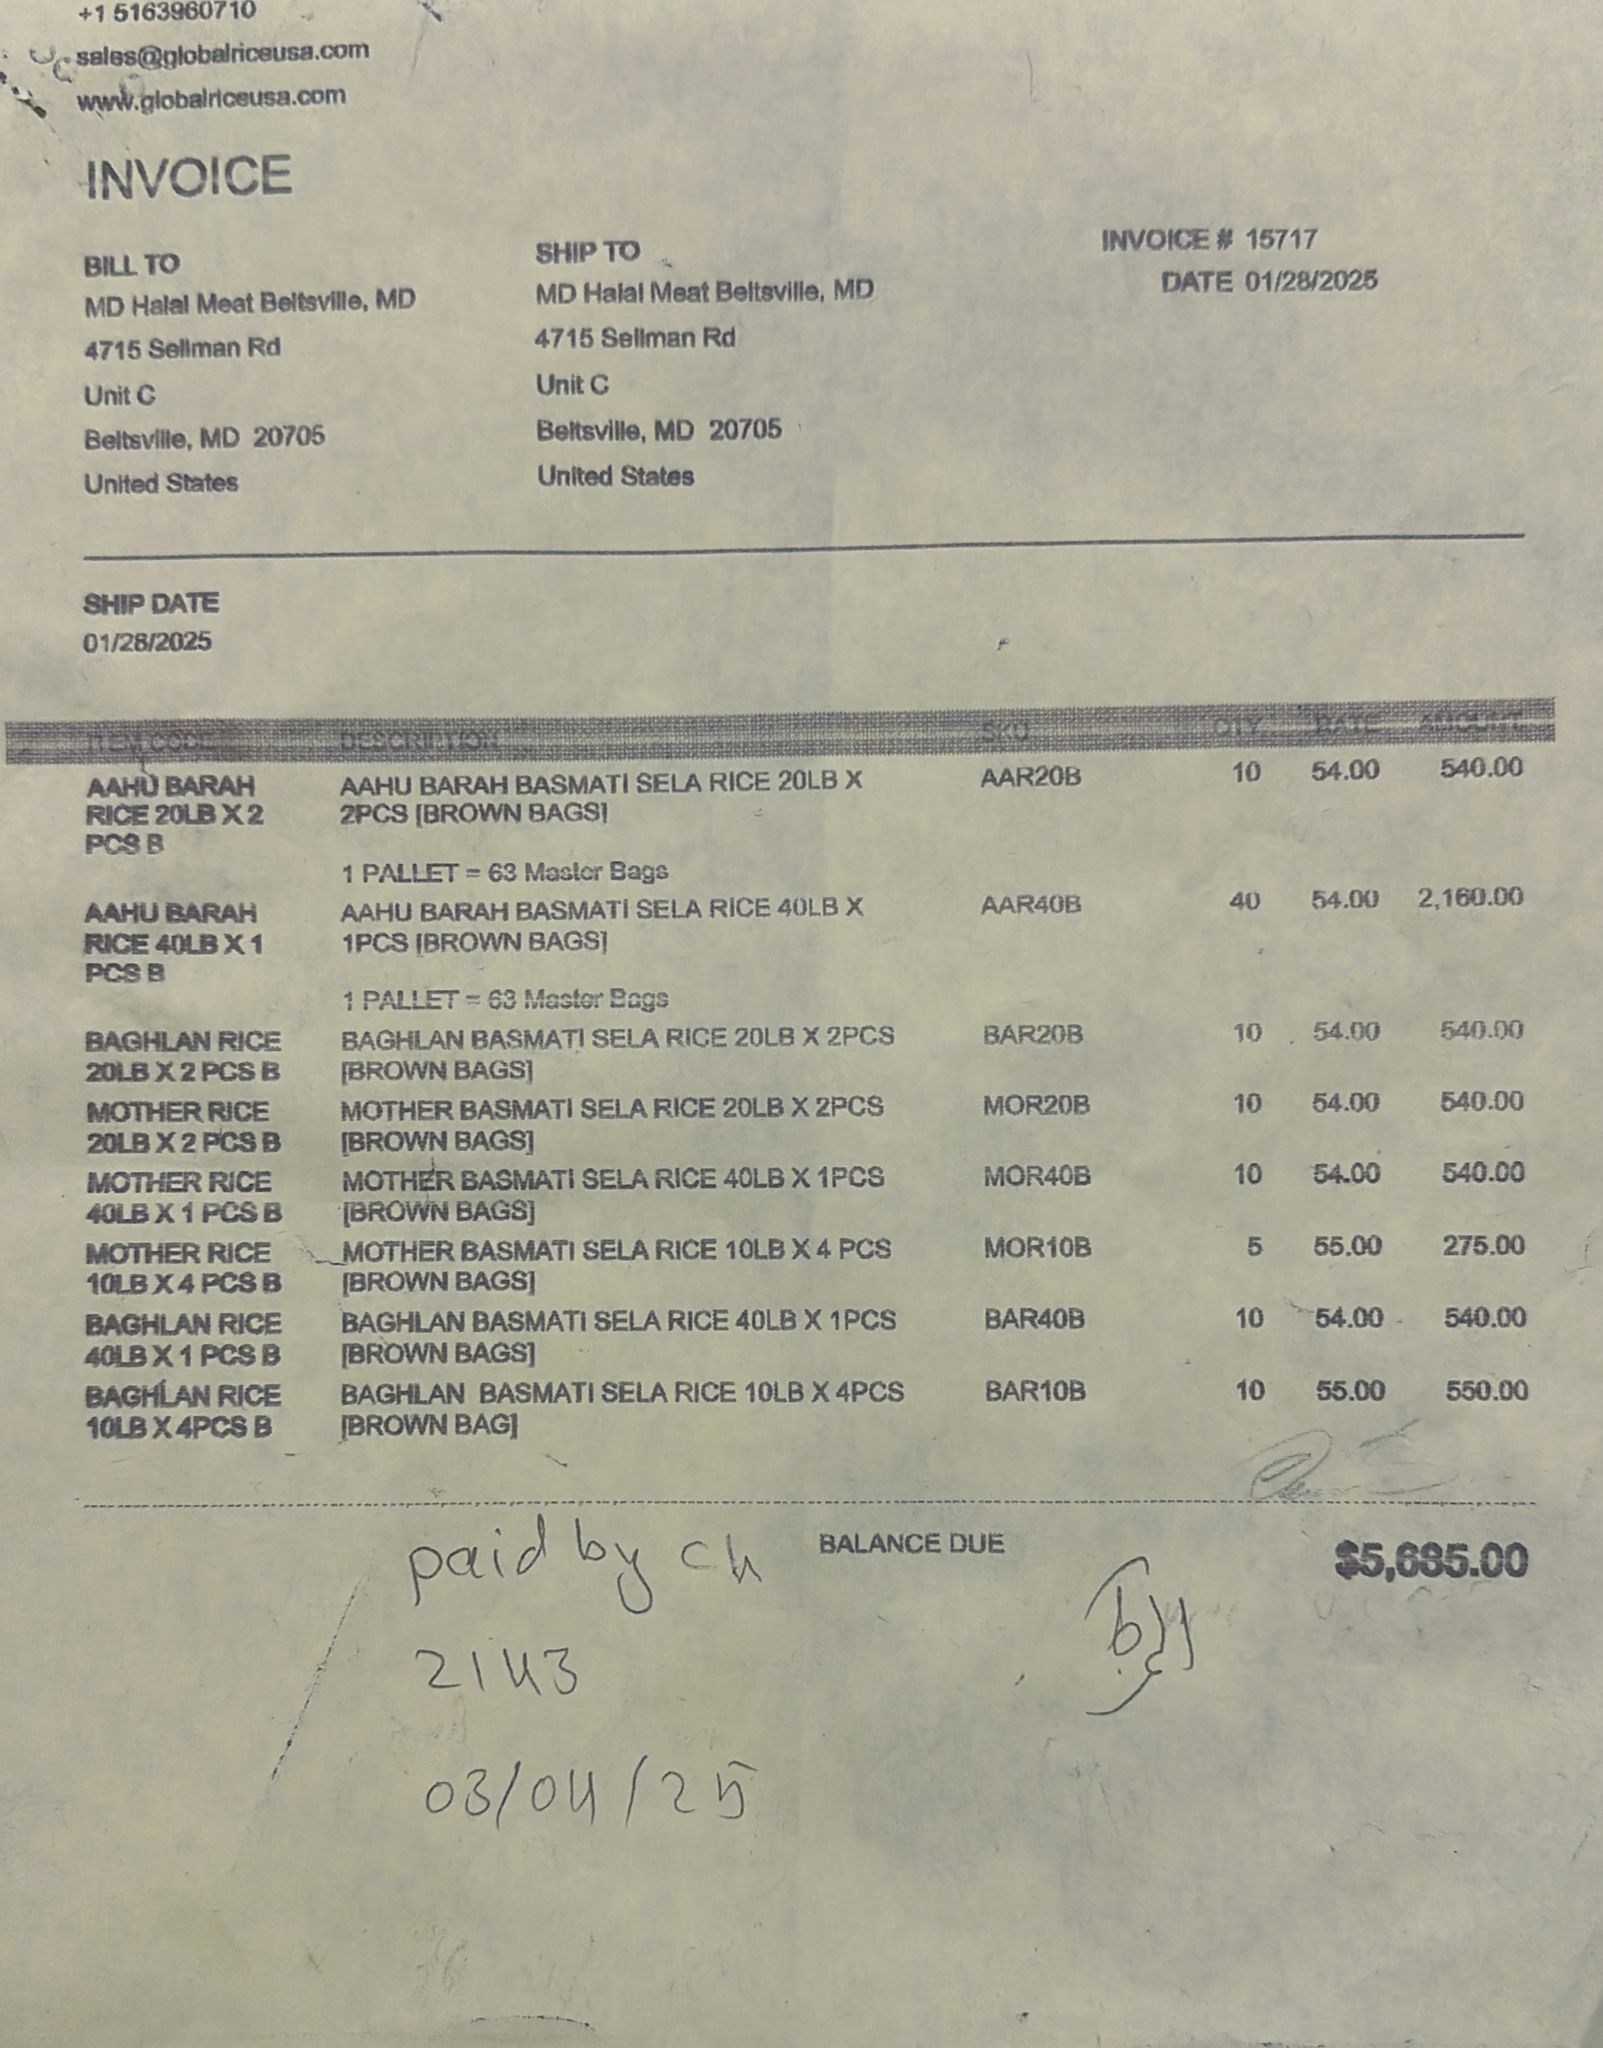 +1 5163960710
sales@globalriceusa.com
www.globalriceusa.com
INVOICE
BILL TO
MD Halal Meat Beltsville, MD
4715 Sellman Rd
Unit C
Beltsville, MD 20705
United States
SHIP TO
MD Halal Meat Beltsville, MD
4715 Sellman Rd
Unit C
Beltsville, MD 20705
United States
INVOICE # 15717
DATE 01/28/2025
SHIP DATE
01/28/2025
ITEM CODE DESCRIPTION SKU QTY RATE AMOUNT
AAHU BARAH AAHU BARAH BASMATI SELA RICE 20LB X AAR20B 10 54.00 540.00
RICE 20LB X 2 2PCS [BROWN BAGS]
PCS B
1 PALLET = 63 Master Bags
AAHU BARAH AAHU BARAH BASMATI SELA RICE 40LB X AAR40B 40 54.00 2,160.00
RICE 40LB X 1 1PCS [BROWN BAGS]
PCS B
1 PALLET = 63 Master Bags
BAGHLAN RICE BAGHLAN BASMATI SELA RICE 20LB X 2PCS BAR20B 10 54.00 540.00
20LB X 2 PCS B [BROWN BAGS]
MOTHER RICE MOTHER BASMATI SELA RICE 20LB X 2PCS MOR20B 10 54.00 540.00
20LB X 2 PCS B [BROWN BAGS]
MOTHER RICE MOTHER BASMATI SELA RICE 40LB X 1PCS MOR40B 10 54.00 540.00
40LB X 1 PCS B [BROWN BAGS]
MOTHER RICE MOTHER BASMATI SELA RICE 10LB X 4 PCS MOR10B 5 55.00 275.00
10LB X 4 PCS B [BROWN BAGS]
BAGHLAN RICE BAGHLAN BASMATI SELA RICE 40LB X 1PCS BAR40B 10 54.00 540.00
40LB X 1 PCS B [BROWN BAGS]
BAGHLAN RICE BAGHLAN BASMATI SELA RICE 10LB X 4PCS BAR10B 10 55.00 550.00
10LB X 4PCS B [BROWN BAG]
paid by ch BALANCE DUE $5,685.00
2143
03/04/25